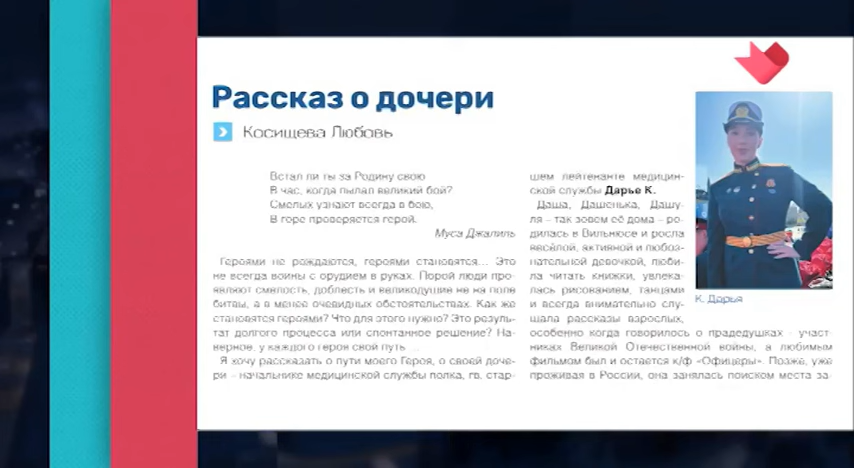 Рассказ о дочери
Косищева Любовь
Встал ли ты за Родину свою
В час, когда пылал великий бой?
Смелых узнают всегда в бою,
В горе проверяется герой.
Муса Джалиль
Героями не рождаются, героями становятся... Это
не всегда воины с орудием в руках. Порой люди про-
являют смелость, доблесть и великодушие не на поле
битвы, а в менее очевидных обстоятельствах. Как же
становятся героями? Что для этого нужно? Это резуль-
тат долгого процесса или спонтанное решение? На-
верное, у каждого героя свой путь ...
Я хочу рассказать о пути моего Героя, о своей доче-
ри – начальнике медицинской службы полка, гв. стар-
шем лейтенанте медицин-
ской службы Дарье К.
Даша, Дашенька, Дашу-
ля – так зовем её дома – ро-
дилась в Вильнюсе и росла
весёлой, активной и любоз-
нательной девочкой, люби-
ла читать книжки, увлека-
лась рисованием, танцами
и всегда внимательно слу-
шала рассказы взрослых,
особенно когда говорилось о прадедушках - участ-
никах Великой Отечественной войны, а любимым
фильмом был и остается к/ф «Офицеры». Позже, уже
проживая в России, она занялась поиском места за-
К. Дарья